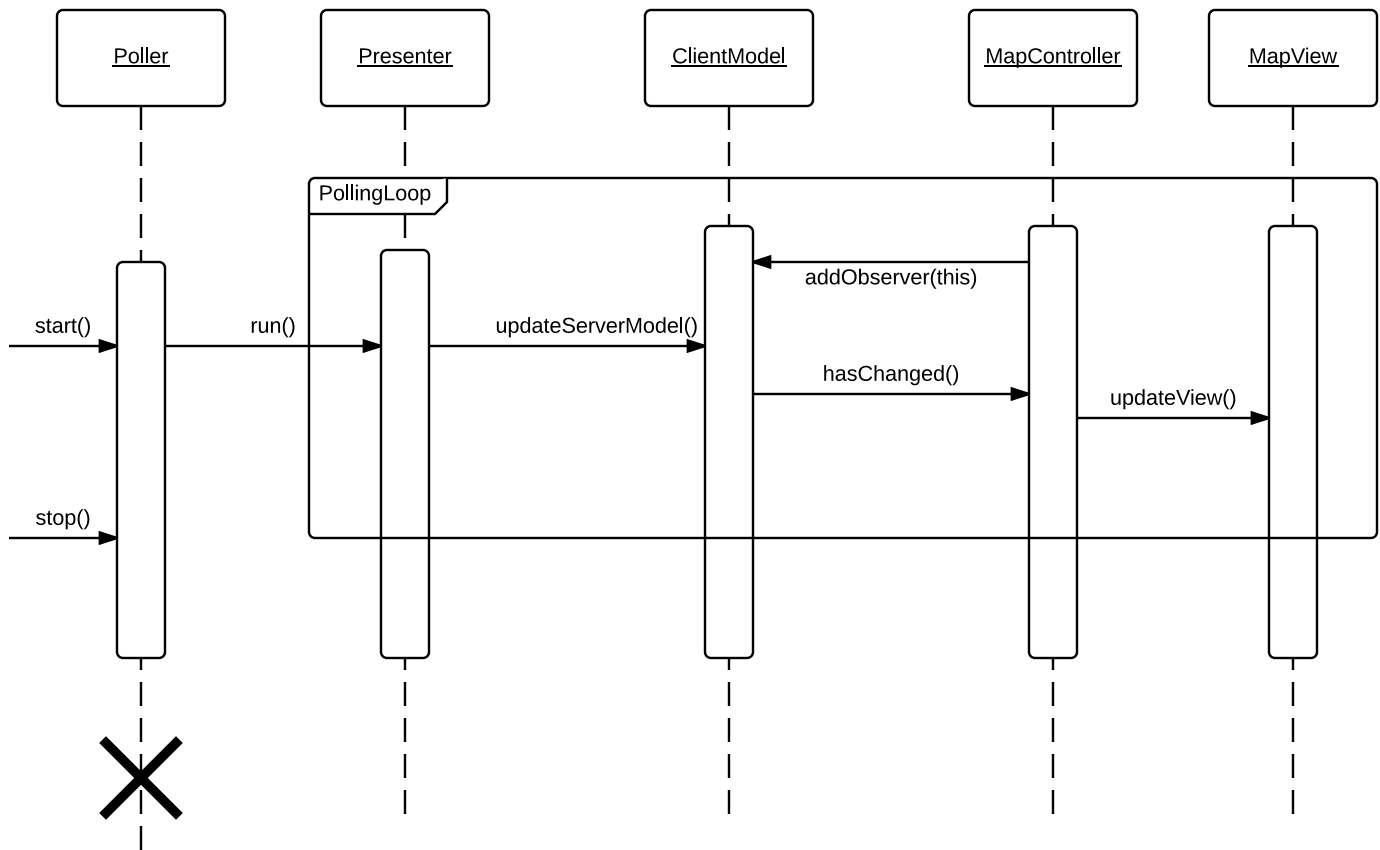 Poller
Presenter
ClientModel
MapController
MapView
PollingLoop
addObserver(this)
start()
run()
updateServerModel()
hasChanged()
updateView()
stop()